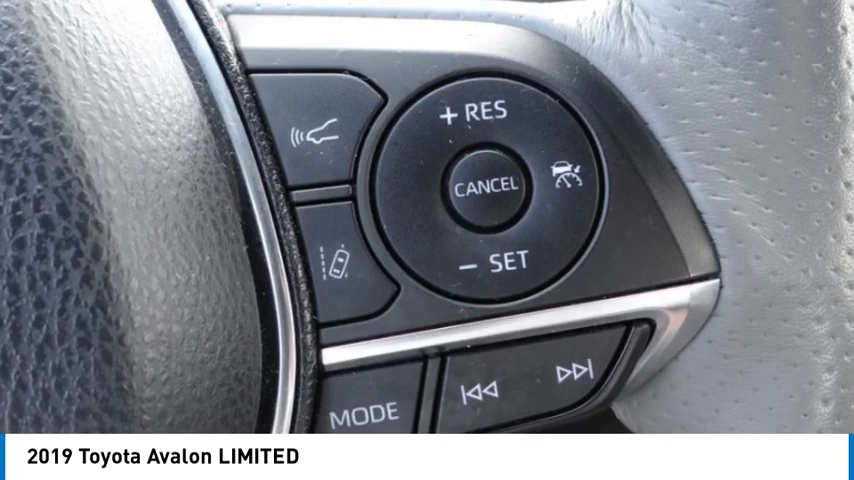 + RES
CANCEL
- SET
MODE
2019 Toyota Avalon LIMITED